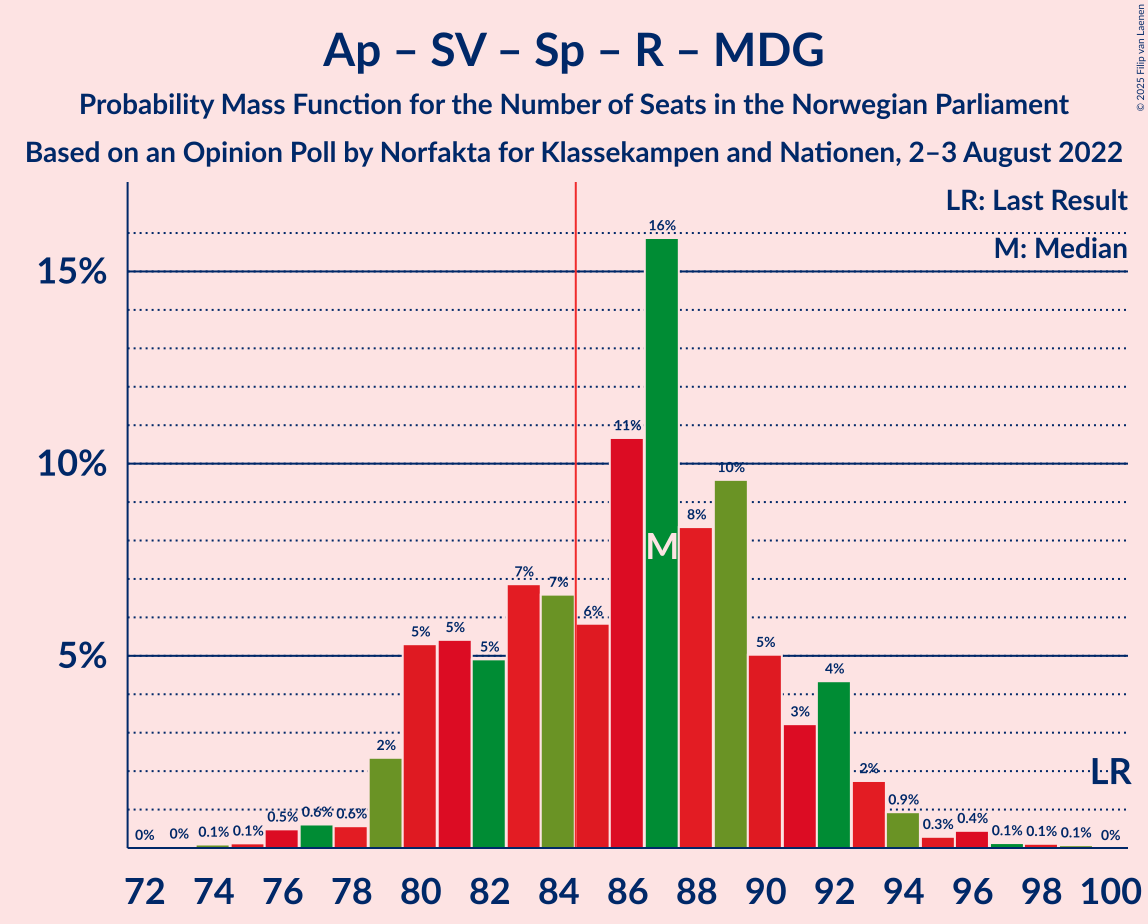 Ap – SV – Sp – R – MDG
Probability Mass Function for the Number of Seats in the Norwegian Parliament
Based on an Opinion Poll by Norfakta for Klassekampen and Nationen, 2–3 August 2022
© 2025 Filip van Laenen
LR: Last Result
M: Median
15%
10%
5%
0% 0% 0.1% 0.1% 0.5% 0.6% 0.6% 2% 5% 5% 5% 7% 7% 6% 11% 16% 8% 10% 5% 3% 4% 2% 0.9% 0.3% 0.4% 0.1% 0.1% 0.1% 0%
M
LR
72 74 76 78 80 82 84 86 88 90 92 94 96 98 100